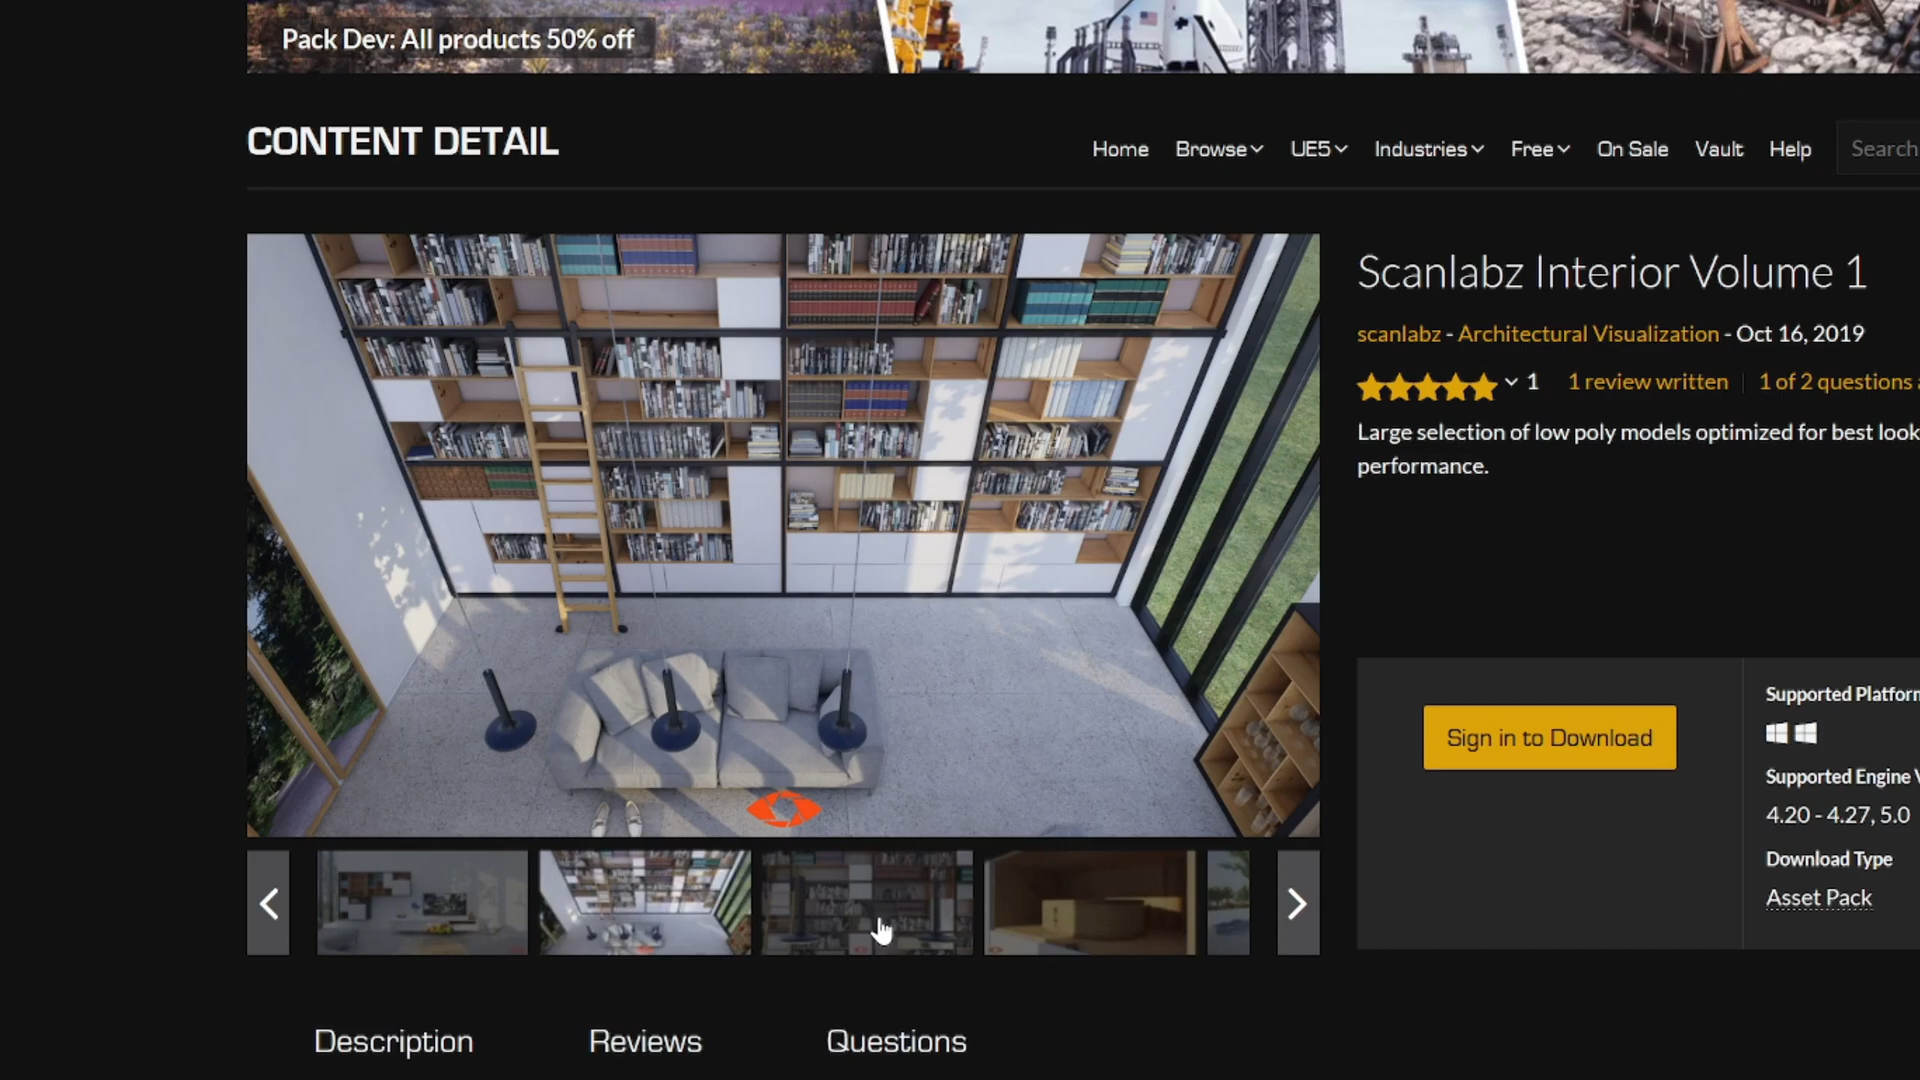 Pack Dev: All products 50% off
CONTENT DETAIL
Home Browse UE5 Industries Free On Sale Vault Help Search
Scanlabz Interior Volume 1
scanlabz - Architectural Visualization - Oct 16, 2019
1 1 review written 1 of 2 questions a
Large selection of low poly models optimized for best look
performance.
Sign in to Download
Supported Platform
Supported Engine V
4.20 - 4.27, 5.0
Download Type
Asset Pack
Description Reviews Questions